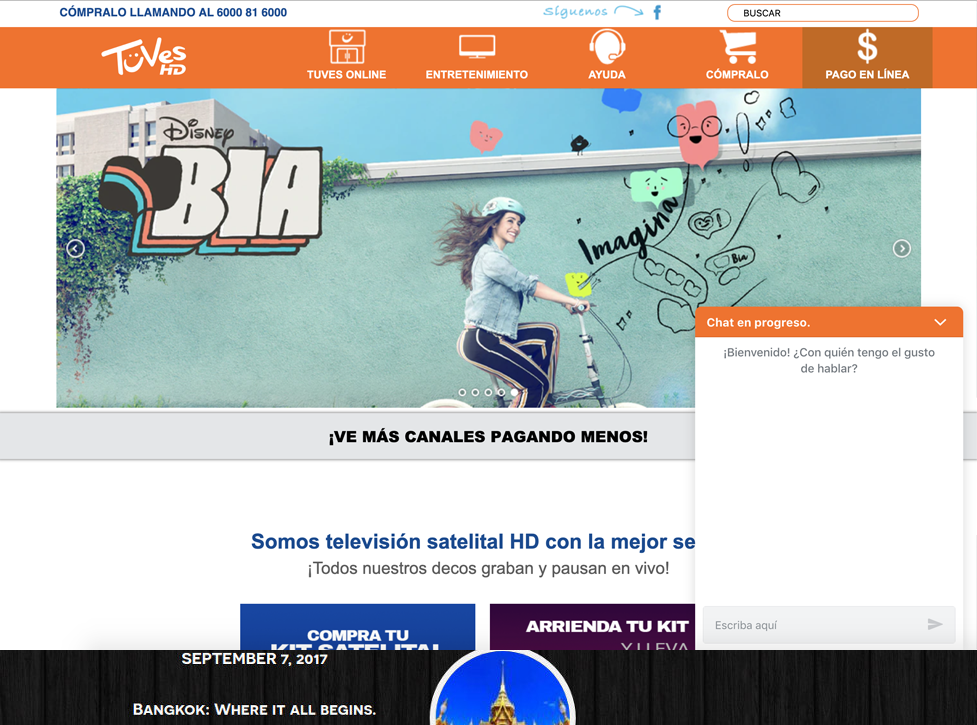 CÓMPRALO LLAMANDO AL 6000 81 6000
Síguenos
BUSCAR
TUVES HD
TUVES ONLINE
ENTRETENIMIENTO
AYUDA
CÓMPRALO
$
PAGO EN LÍNEA
DISNEY
BIA
Imagina
Bia
Chat en progreso.
¡Bienvenido! ¿Con quién tengo el gusto
de hablar?
¡VE MÁS CANALES PAGANDO MENOS!
Somos televisión satelital HD con la mejor se
¡Todos nuestros decos graban y pausan en vivo!
COMPRA TU
KIT SATELITAL
ARRIENDA TU KIT
Y LLEVA
Escriba aquí
SEPTEMBER 7, 2017
BANGKOK: WHERE IT ALL BEGINS.